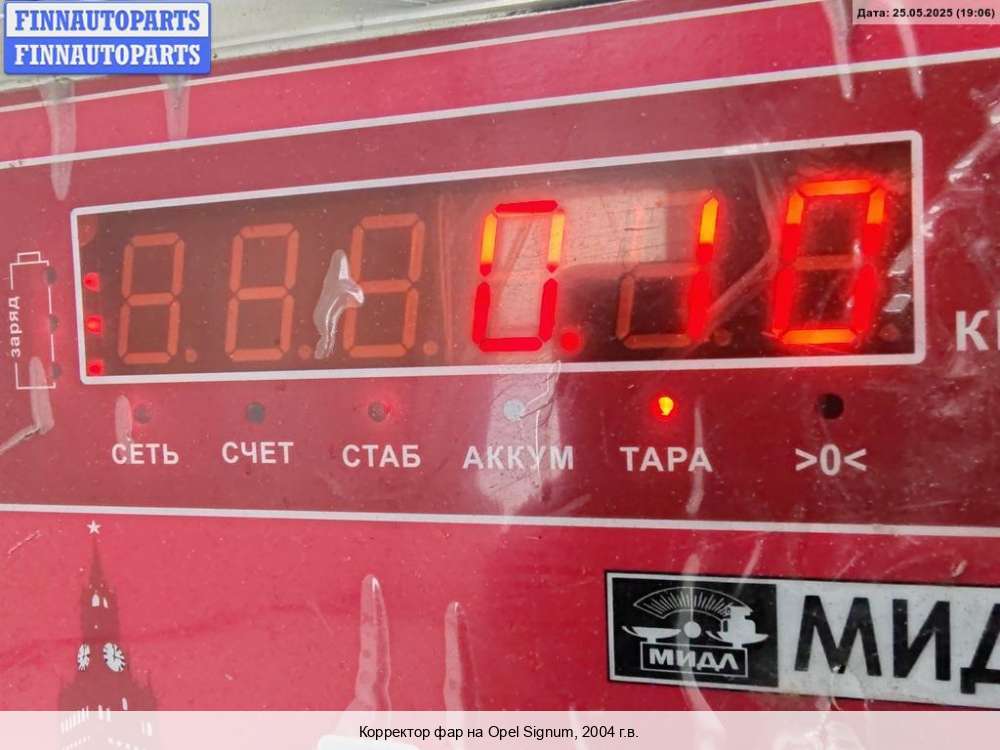 FINNAUTOPARTS
FINNAUTOPARTS
Дата: 25.05.2025 (19:06)
заряд
0.10
СЕТЬ СЧЕТ СТАБ АККУМ ТАРА >0<
МИДЛ
Корректор фар на Opel Signum, 2004 г.в.